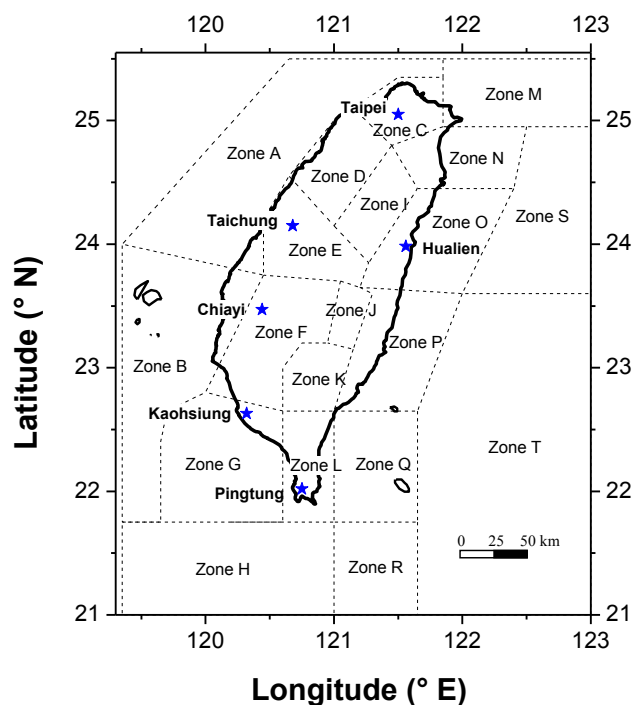 120 121 122 123
25 25
24 24
23 23
22 22
21 21
120 121 122 123
Latitude (° N)
Longitude (° E)
Zone M
Taipei
Zone C
Zone A
Zone N
Zone D
Zone I
Taichung
Zone O
Zone S
Zone E
Hualien
Chiayi
Zone J
Zone F
Zone P
Zone B
Zone K
Kaohsiung
Zone T
Zone G
Zone L
Zone Q
Pingtung
0 25 50 km
Zone H
Zone R